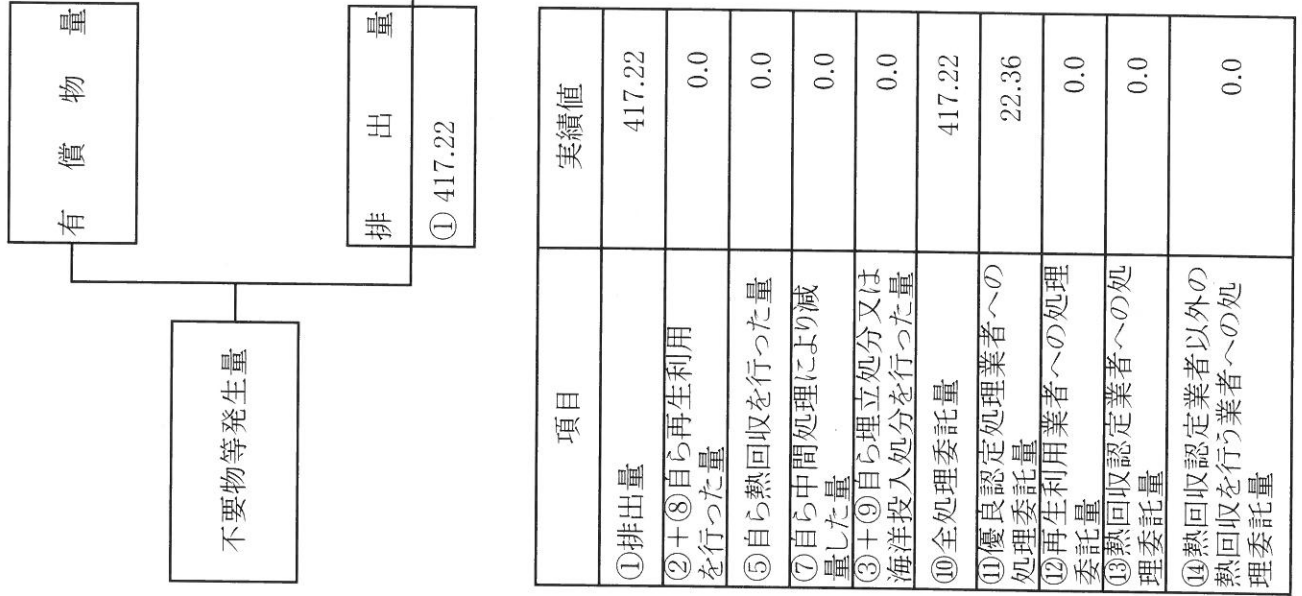 有償物量
不要物等発生量
排出量
① 417.22
項目 実績値
①排出量 417.22
②+⑧自ら再生利用
を行った量 0.0
⑤自ら熱回収を行った量 0.0
⑦自ら中間処理により減
量した量 0.0
③+⑨自ら埋立処分又は
海洋投入処分を行った量 0.0
⑩全処理委託量 417.22
⑪優良認定処理業者への
処理委託量 22.36
⑫再生利用業者への処理
委託量 0.0
⑬熱回収認定業者への処
理委託量 0.0
⑭熱回収認定業者以外の
熱回収を行う業者への処
理委託量 0.0